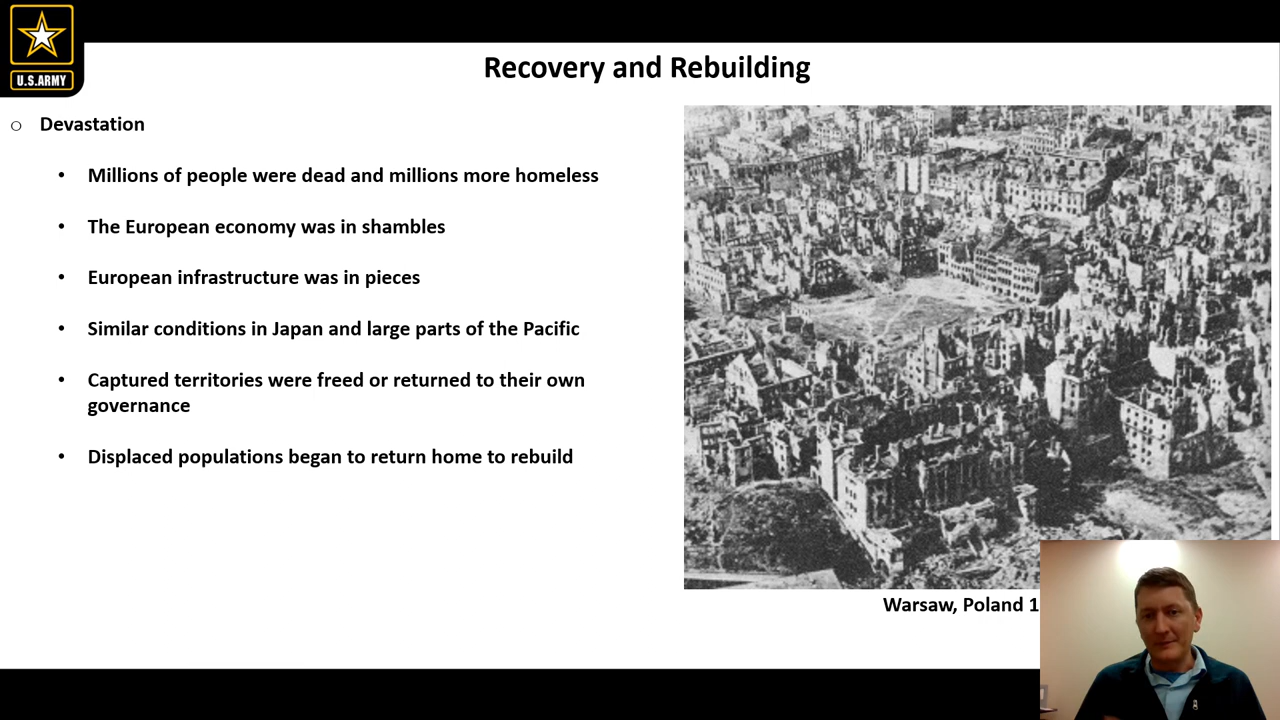 U.S.ARMY
Recovery and Rebuilding
Devastation
Millions of people were dead and millions more homeless
The European economy was in shambles
European infrastructure was in pieces
Similar conditions in Japan and large parts of the Pacific
Captured territories were freed or returned to their own
governance
Displaced populations began to return home to rebuild
Warsaw, Poland 1